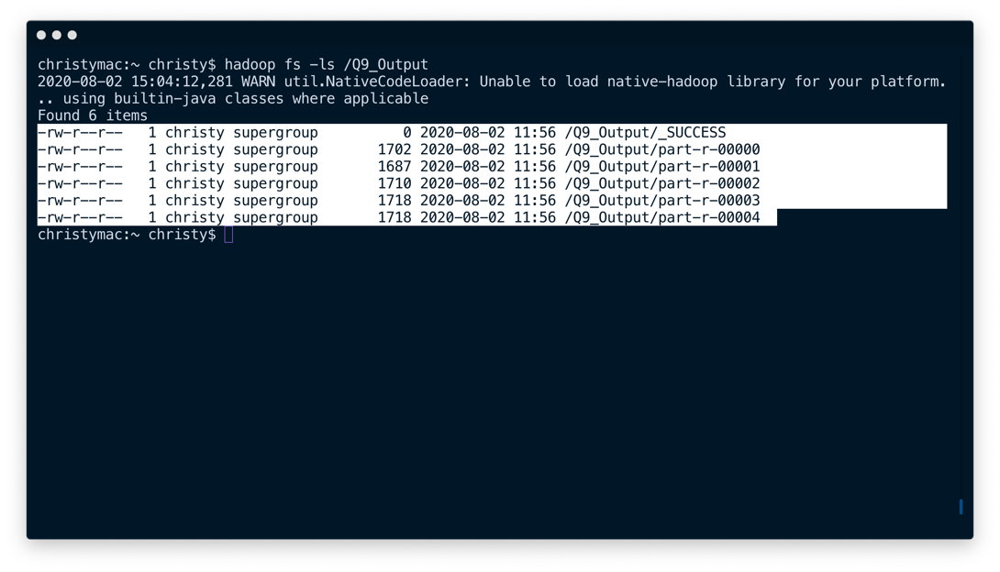 christymac:~ christy$ hadoop fs -ls /Q9_Output
2020-08-02 15:04:12,281 WARN util.NativeCodeLoader: Unable to load native-hadoop library for your platform.
.. using builtin-java classes where applicable
Found 6 items
-rw-r--r--   1 christy supergroup          0 2020-08-02 11:56 /Q9_Output/_SUCCESS
-rw-r--r--   1 christy supergroup       1702 2020-08-02 11:56 /Q9_Output/part-r-00000
-rw-r--r--   1 christy supergroup       1687 2020-08-02 11:56 /Q9_Output/part-r-00001
-rw-r--r--   1 christy supergroup       1710 2020-08-02 11:56 /Q9_Output/part-r-00002
-rw-r--r--   1 christy supergroup       1718 2020-08-02 11:56 /Q9_Output/part-r-00003
-rw-r--r--   1 christy supergroup       1718 2020-08-02 11:56 /Q9_Output/part-r-00004
christymac:~ christy$